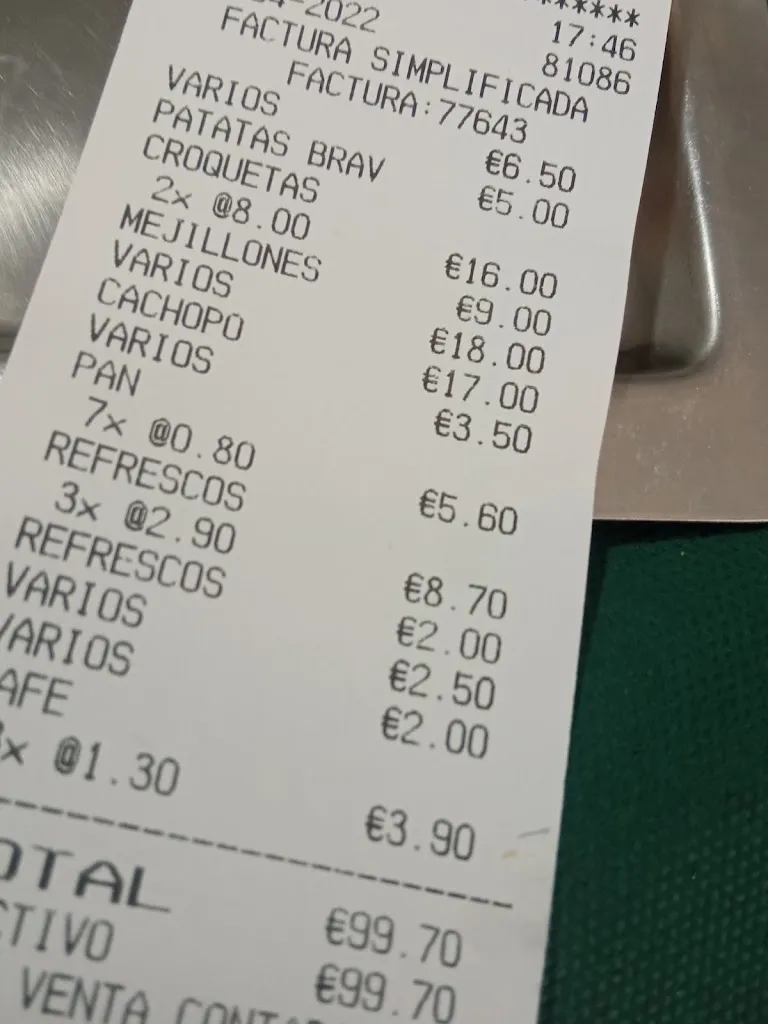 -2022
17:46
FACTURA SIMPLIFICADA 81086
FACTURA:77643
VARIOS €6.50
PATATAS BRAV €5.00
CROQUETAS
2x @8.00 €16.00
MEJILLONES €9.00
VARIOS €18.00
CACHOPO €17.00
VARIOS €3.50
PAN
7x @0.80 €5.60
REFRESCOS
3x @2.90 €8.70
REFRESCOS €2.00
VARIOS €2.50
VARIOS €2.00
AFE
x @1.30 €3.90
OTAL €99.70
CTIVO €99.70
VENTA